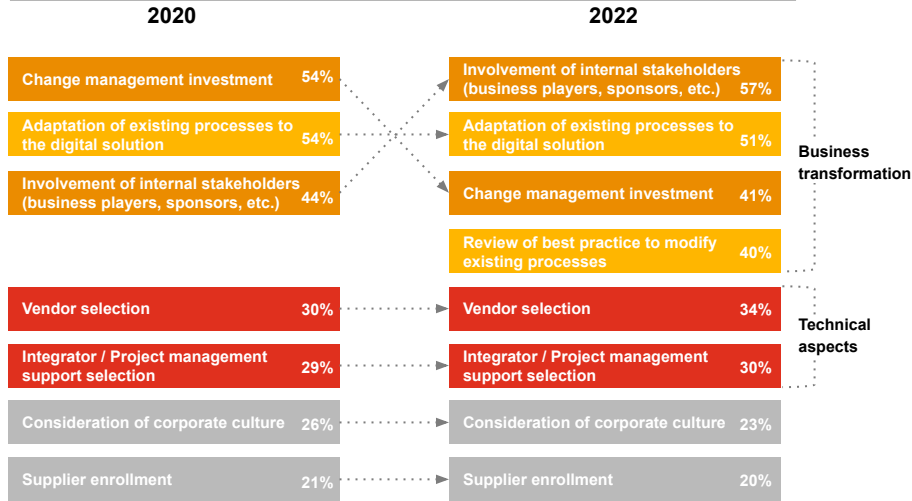 2020
2022
Change management investment 54%
Involvement of internal stakeholders
(business players, sponsors, etc.) 57%
Adaptation of existing processes to
the digital solution 54%
Adaptation of existing processes to
the digital solution 51%
Business
transformation
Involvement of internal stakeholders
(business players, sponsors, etc.) 44%
Change management investment 41%
Review of best practice to modify
existing processes 40%
Vendor selection 30%
Vendor selection 34%
Technical
aspects
Integrator / Project management
support selection 29%
Integrator / Project management
support selection 30%
Consideration of corporate culture 26%
Consideration of corporate culture 23%
Supplier enrollment 21%
Supplier enrollment 20%